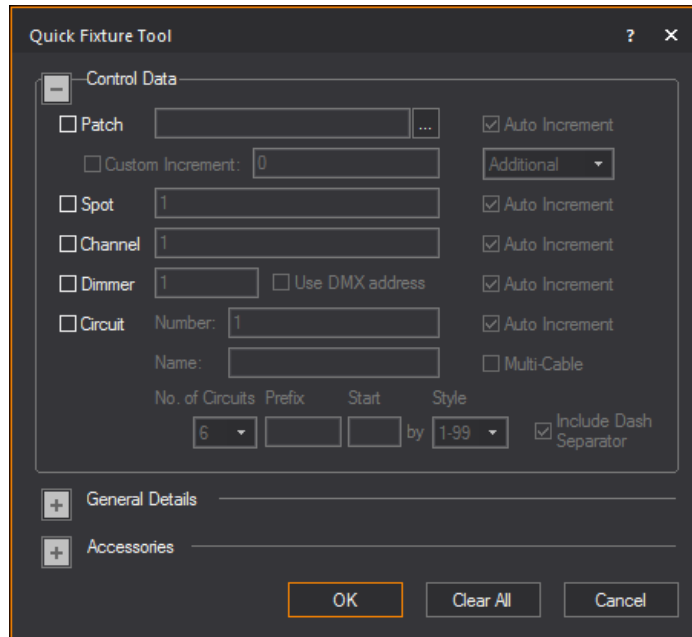 Quick Fixture Tool ? ✕
− Control Data
Patch ... Auto Increment
Custom Increment: 0 Additional
Spot 1 Auto Increment
Channel 1 Auto Increment
Dimmer 1 Use DMX address Auto Increment
Circuit Number: 1 Auto Increment
Name: Multi-Cable
No. of Circuits Prefix Start Style
6 by 1-99 Include Dash
Separator
+ General Details
+ Accessories
OK Clear All Cancel